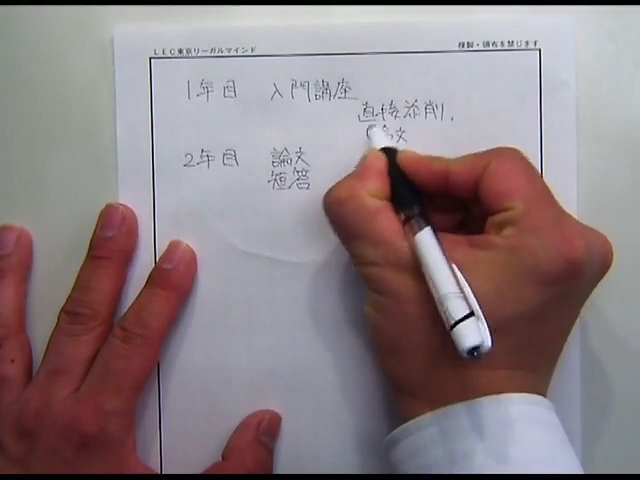 LEC東京リーガルマインド 複製・頒布を禁じます
1年目 入門講座
直接添削,
2年目 論文
短答